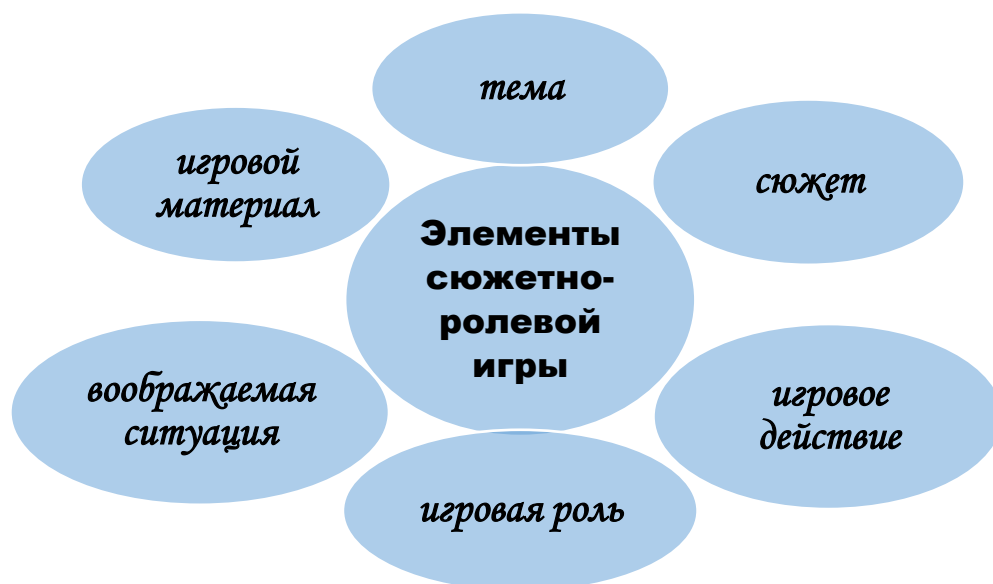 тема
игровой
материал
сюжет
Элементы
сюжетно-
ролевой
игры
воображаемая
ситуация
игровое
действие
игровая роль